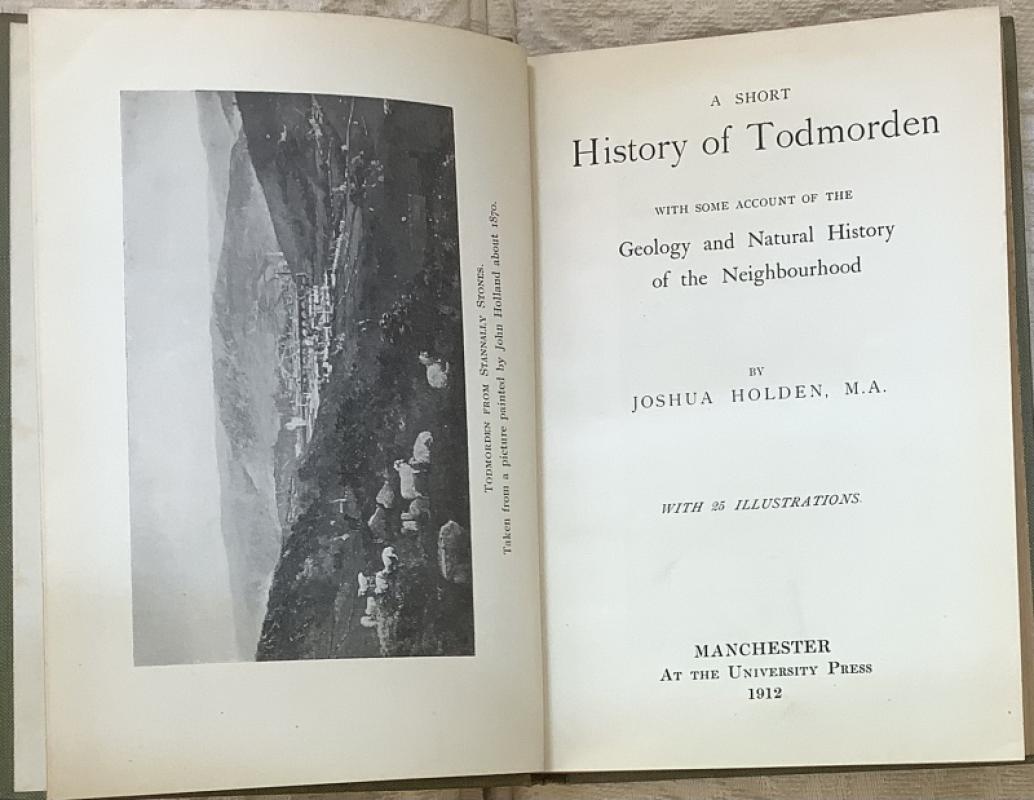 TODMORDEN FROM STANNALLY STONES.
Taken from a picture painted by John Holland about 1870.
A SHORT
History of Todmorden
WITH SOME ACCOUNT OF THE
Geology and Natural History
of the Neighbourhood
BY
JOSHUA HOLDEN, M.A.
WITH 25 ILLUSTRATIONS.
MANCHESTER
AT THE UNIVERSITY PRESS
1912